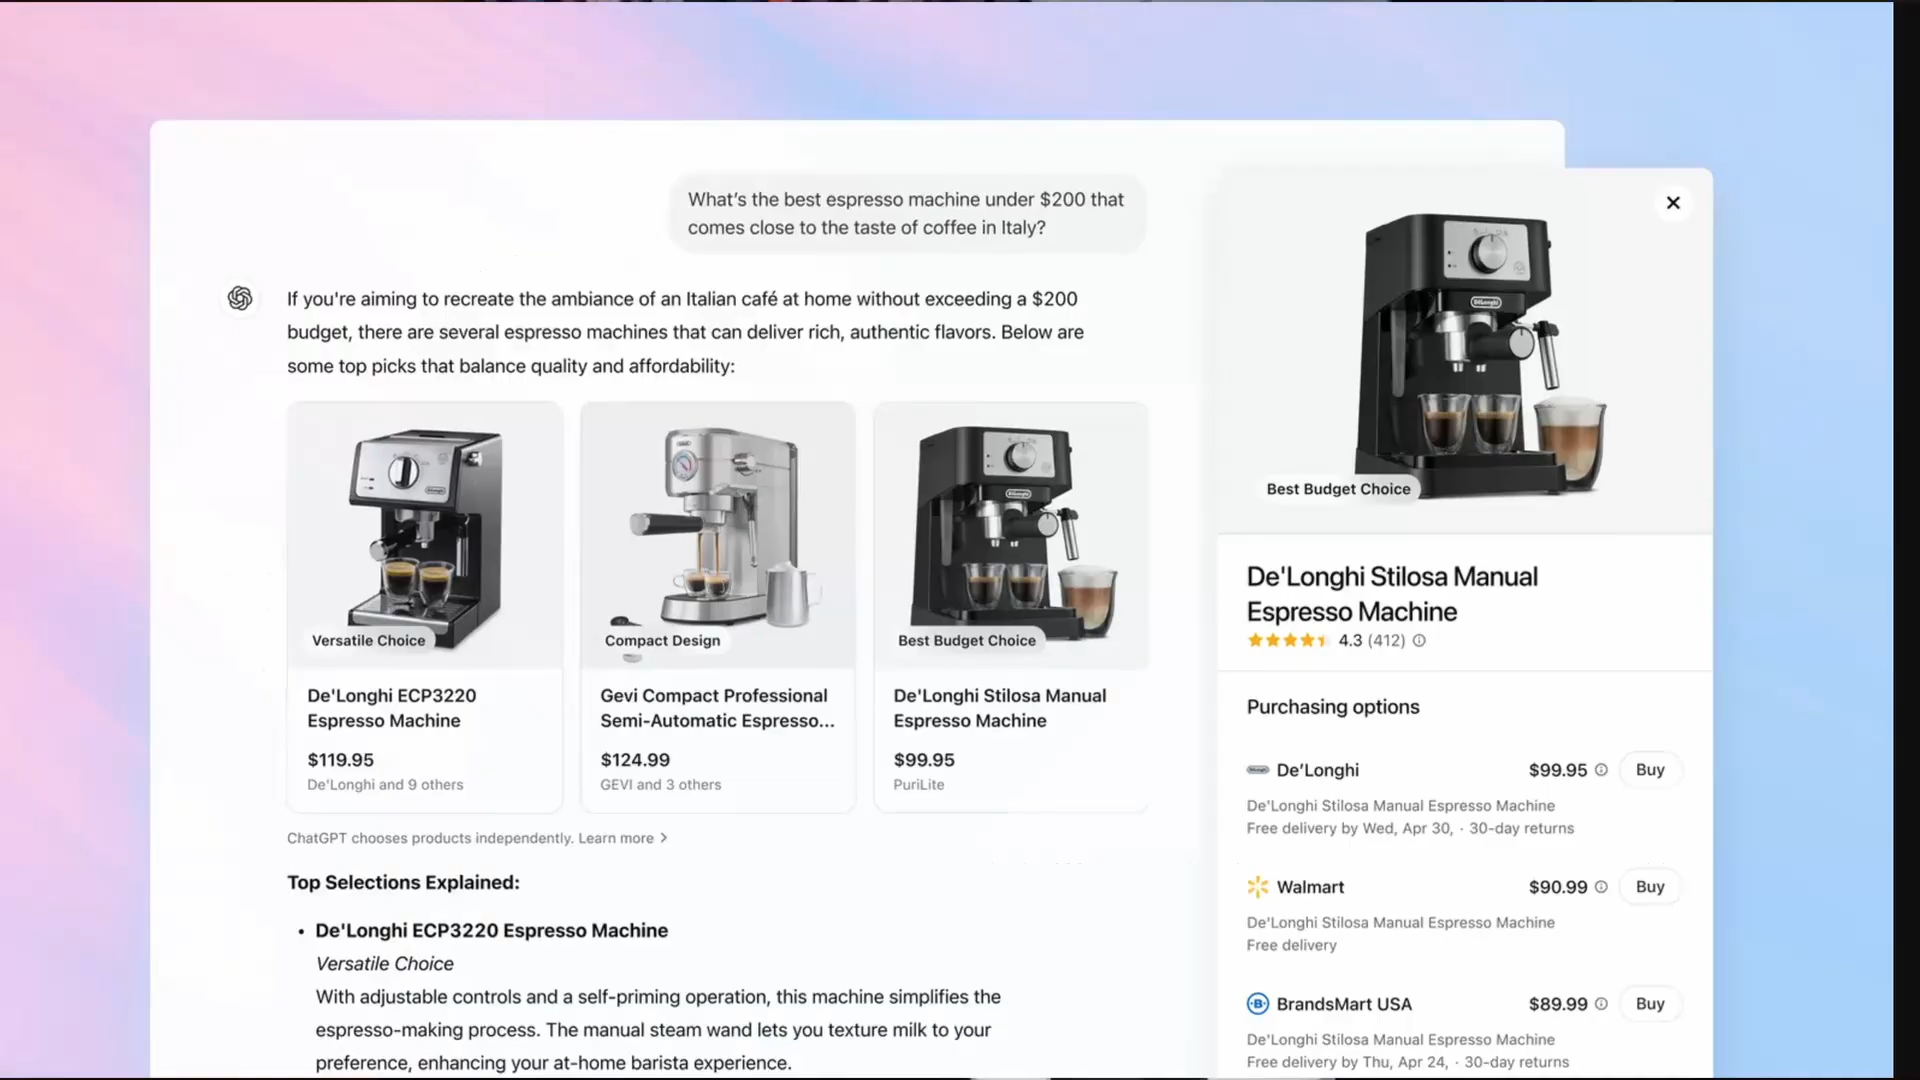 What's the best espresso machine under $200 that
comes close to the taste of coffee in Italy?
If you're aiming to recreate the ambiance of an Italian café at home without exceeding a $200
budget, there are several espresso machines that can deliver rich, authentic flavors. Below are
some top picks that balance quality and affordability:
Versatile Choice
De'Longhi ECP3220
Espresso Machine
$119.95
De'Longhi and 9 others
Compact Design
Gevi Compact Professional
Semi-Automatic Espresso...
$124.99
GEVI and 3 others
Best Budget Choice
De'Longhi Stilosa Manual
Espresso Machine
$99.95
PuriLite
ChatGPT chooses products independently. Learn more >
Top Selections Explained:
• De'Longhi ECP3220 Espresso Machine
Versatile Choice
With adjustable controls and a self-priming operation, this machine simplifies the
espresso-making process. The manual steam wand lets you texture milk to your
preference, enhancing your at-home barista experience.
DeLonghi
Best Budget Choice
De'Longhi Stilosa Manual
Espresso Machine
4.3 (412)
Purchasing options
De'Longhi $99.95 Buy
De'Longhi Stilosa Manual Espresso Machine
Free delivery by Wed, Apr 30, · 30-day returns
Walmart $90.99 Buy
De'Longhi Stilosa Manual Espresso Machine
Free delivery
B BrandsMart USA $89.99 Buy
De'Longhi Stilosa Manual Espresso Machine
Free delivery by Thu, Apr 24, · 30-day returns